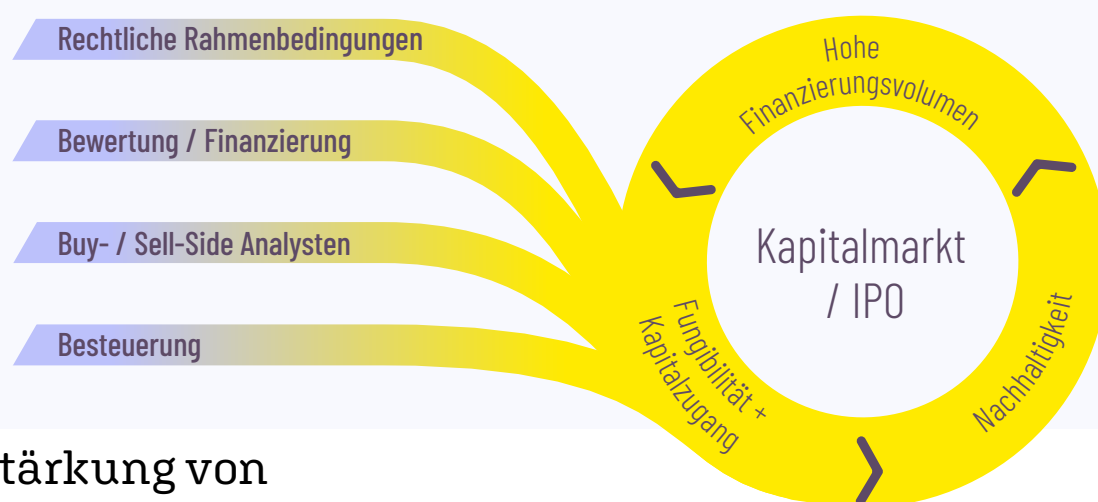 Rechtliche Rahmenbedingungen
Bewertung / Finanzierung
Buy- / Sell-Side Analysten
Besteuerung
Hohe
Finanzierungsvolumen
Kapitalmarkt
/ IPO
Fungibilität +
Kapitalzugang
Nachhaltigkeit
tärkung von